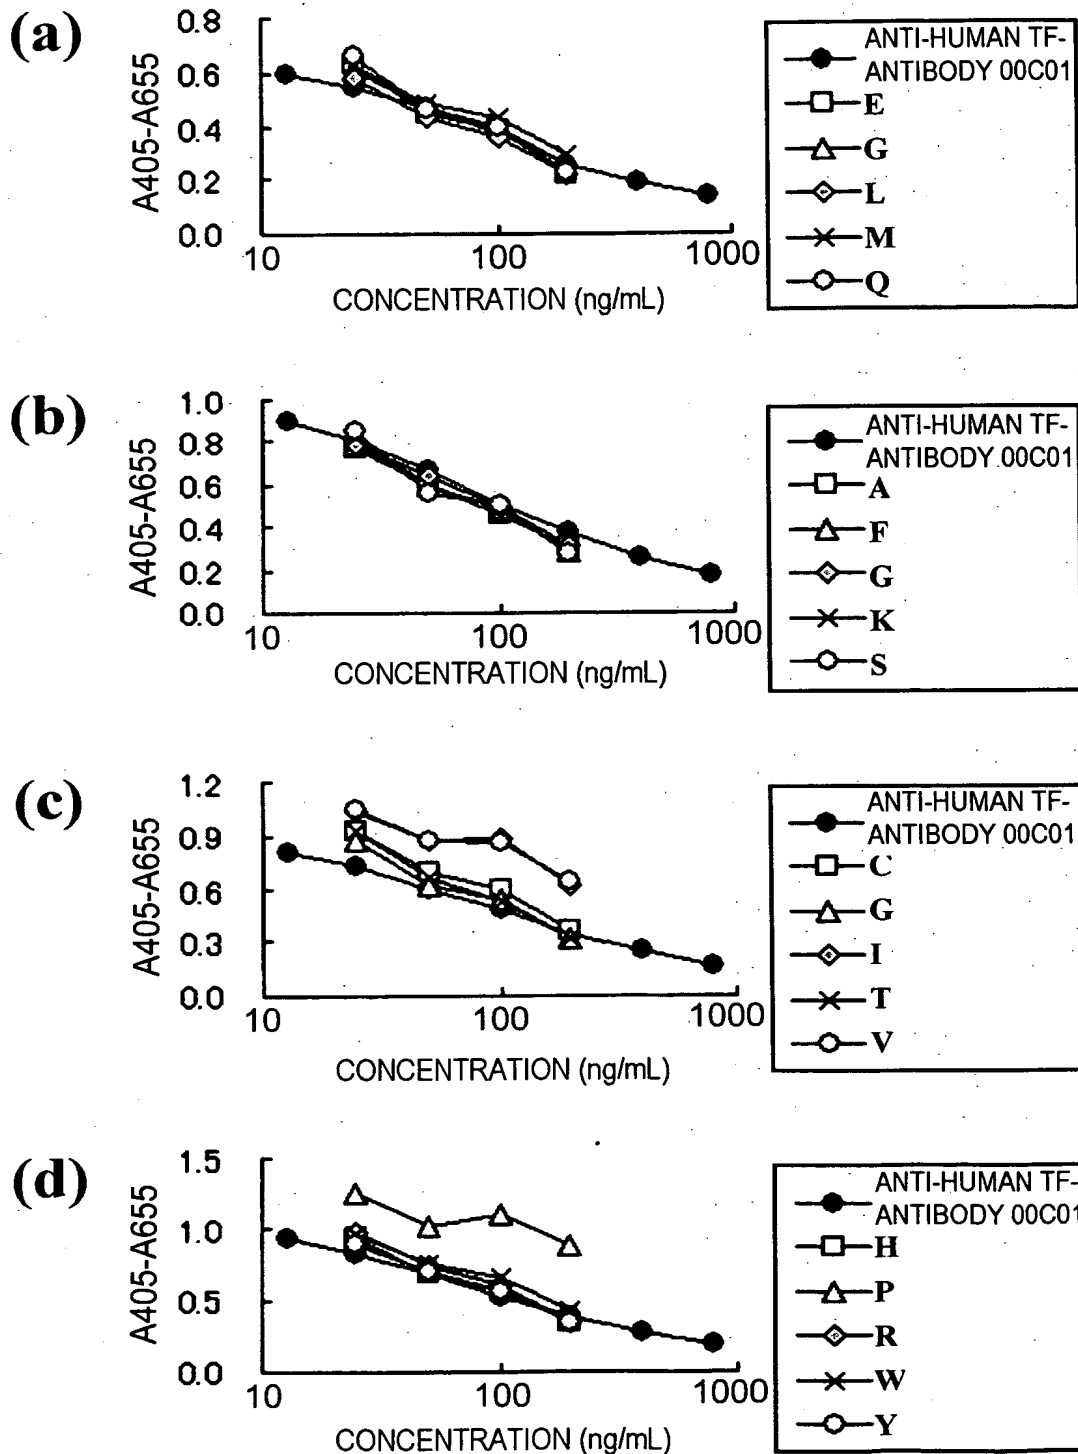 (a)
0.8
0.6
0.4
0.2
0.0
A405-A655
10
100
1000
CONCENTRATION (ng/mL)
ANTI-HUMAN TF-
ANTIBODY 00C01
E
G
L
M
Q
(b)
1.0
0.8
0.6
0.4
0.2
0.0
A405-A655
10
100
1000
CONCENTRATION (ng/mL)
ANTI-HUMAN TF-
ANTIBODY 00C01
A
F
G
K
S
(c)
1.2
0.9
0.6
0.3
0.0
A405-A655
10
100
1000
CONCENTRATION (ng/mL)
ANTI-HUMAN TF-
ANTIBODY 00C01
C
G
I
T
V
(d)
1.5
1.0
0.5
0.0
A405-A655
10
100
1000
CONCENTRATION (ng/mL)
ANTI-HUMAN TF-
ANTIBODY 00C01
H
P
R
W
Y